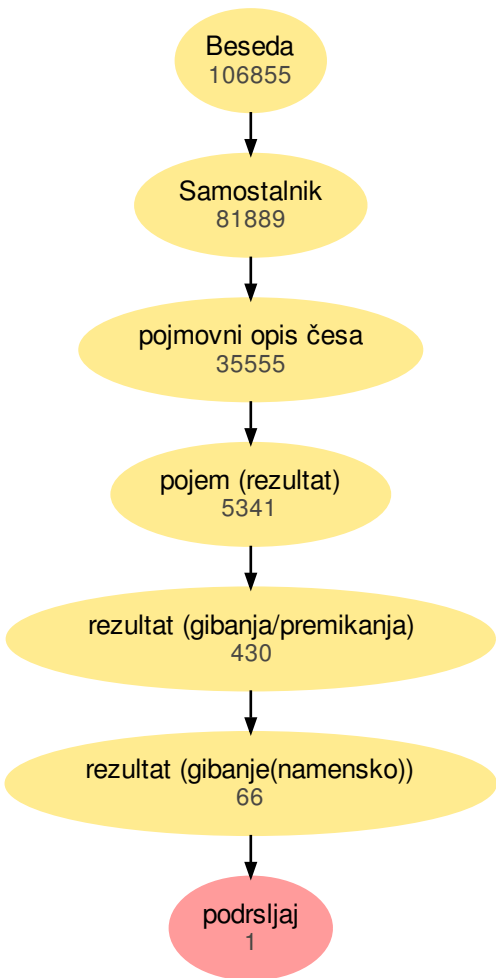 Beseda
106855
Samostalnik
81889
pojmovni opis česa
35555
pojem (rezultat)
5341
rezultat (gibanja/premikanja)
430
rezultat (gibanje(namensko))
66
podrsljaj
1